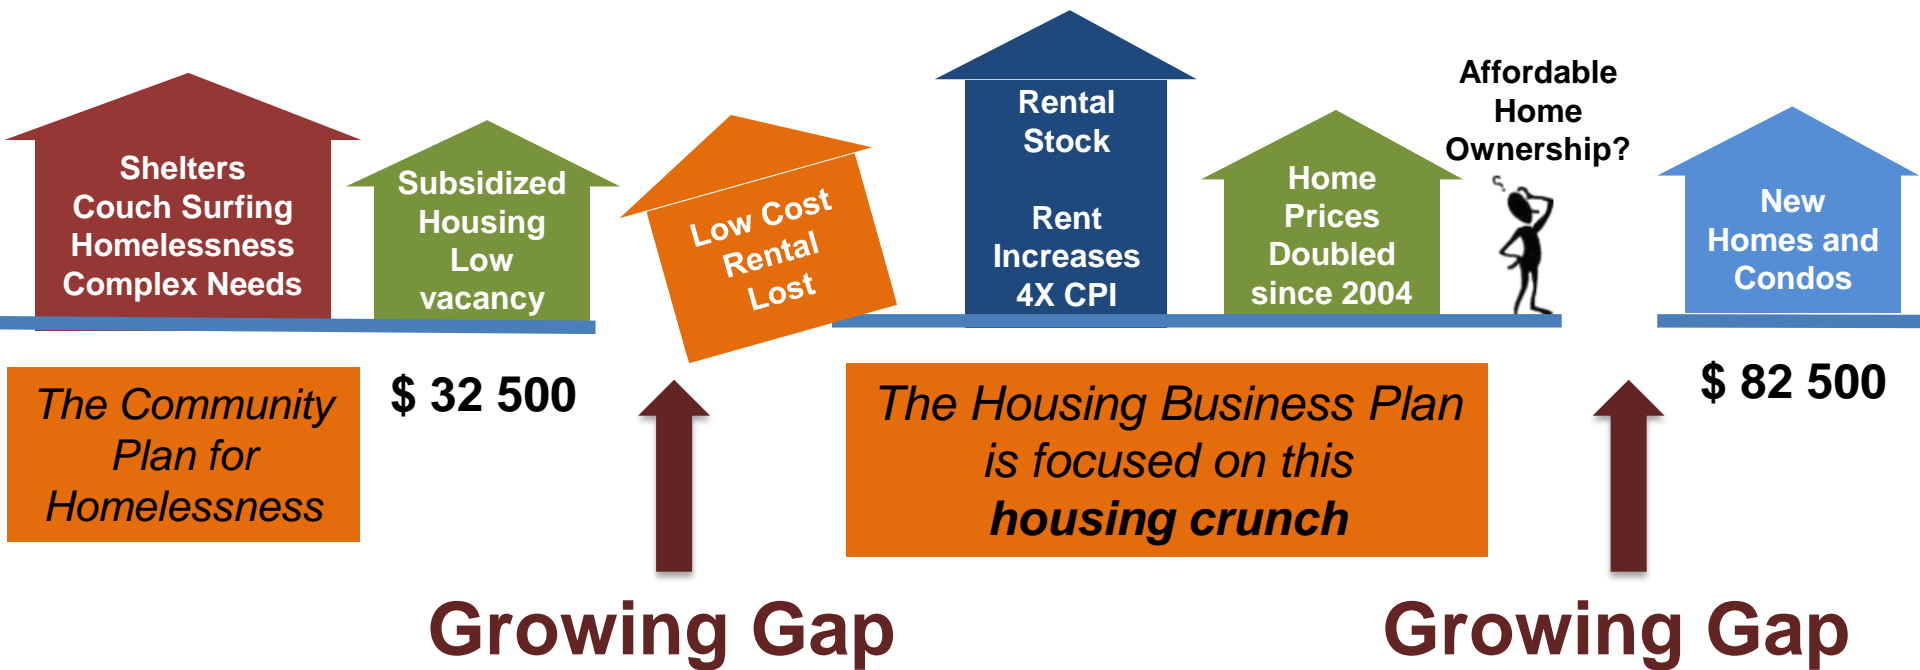 Shelters
Couch Surfing
Homelessness
Complex Needs
Subsidized
Housing
Low
vacancy
Low Cost
Rental
Lost
Rental
Stock
Rent
Increases
4X CPI
Home
Prices
Doubled
since 2004
Affordable
Home
Ownership?
New
Homes and
Condos
The Community
Plan for
Homelessness
$ 32 500
The Housing Business Plan
is focused on this
housing crunch
$ 82 500
Growing Gap
Growing Gap